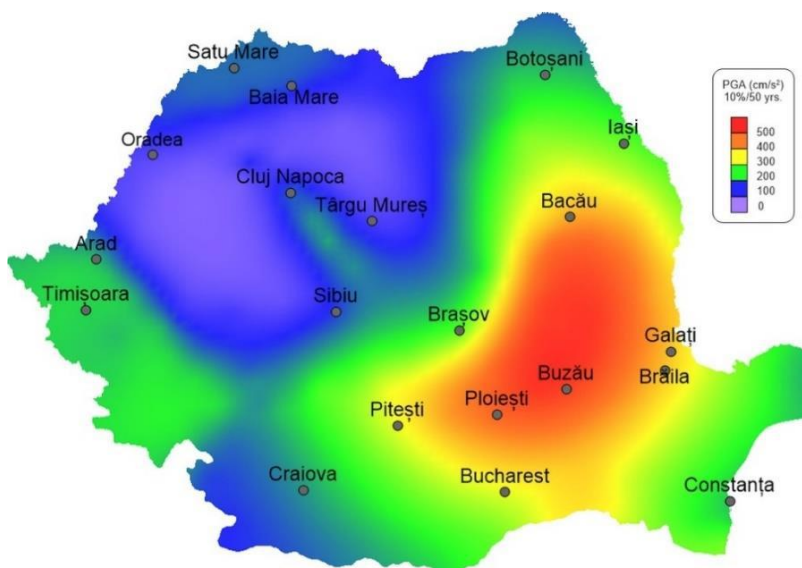 Satu Mare
Botoșani
PGA (cm/s²)
10%/50 yrs.
Baia Mare
500
400
300
200
100
0
Iași
Oradea
Cluj Napoca
Târgu Mureș
Bacău
Arad
Timișoara
Sibiu
Brașov
Galați
Brăila
Buzău
Ploiești
Pitești
Craiova
Bucharest
Constanța